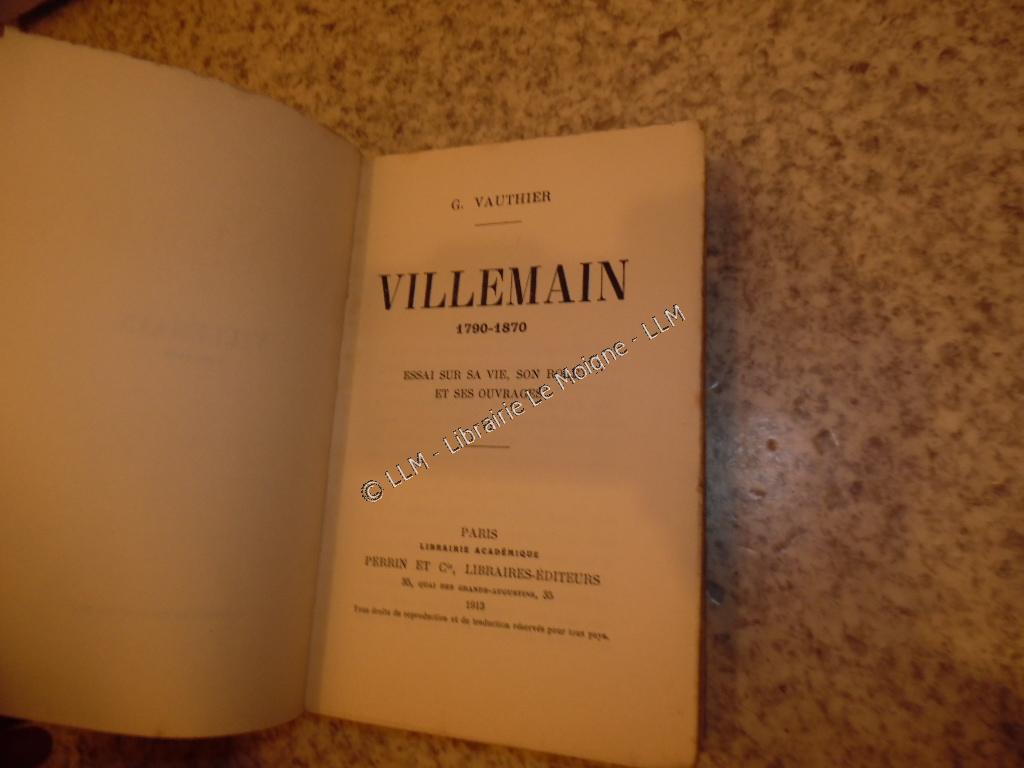 G. VAUTHIER
VILLEMAIN
1790-1870
ESSAI SUR SA VIE, SON
ET SES OUVRAGES
© LLM - Librairie Le Moigne - LLM
PARIS
LIBRAIRIE ACADÉMIQUE
PERRIN ET Cie, LIBRAIRES-ÉDITEURS
35, QUAI DES GRANDS-AUGUSTINS, 35
1913
Tous droits de reproduction et de traduction réservés pour tous pays.